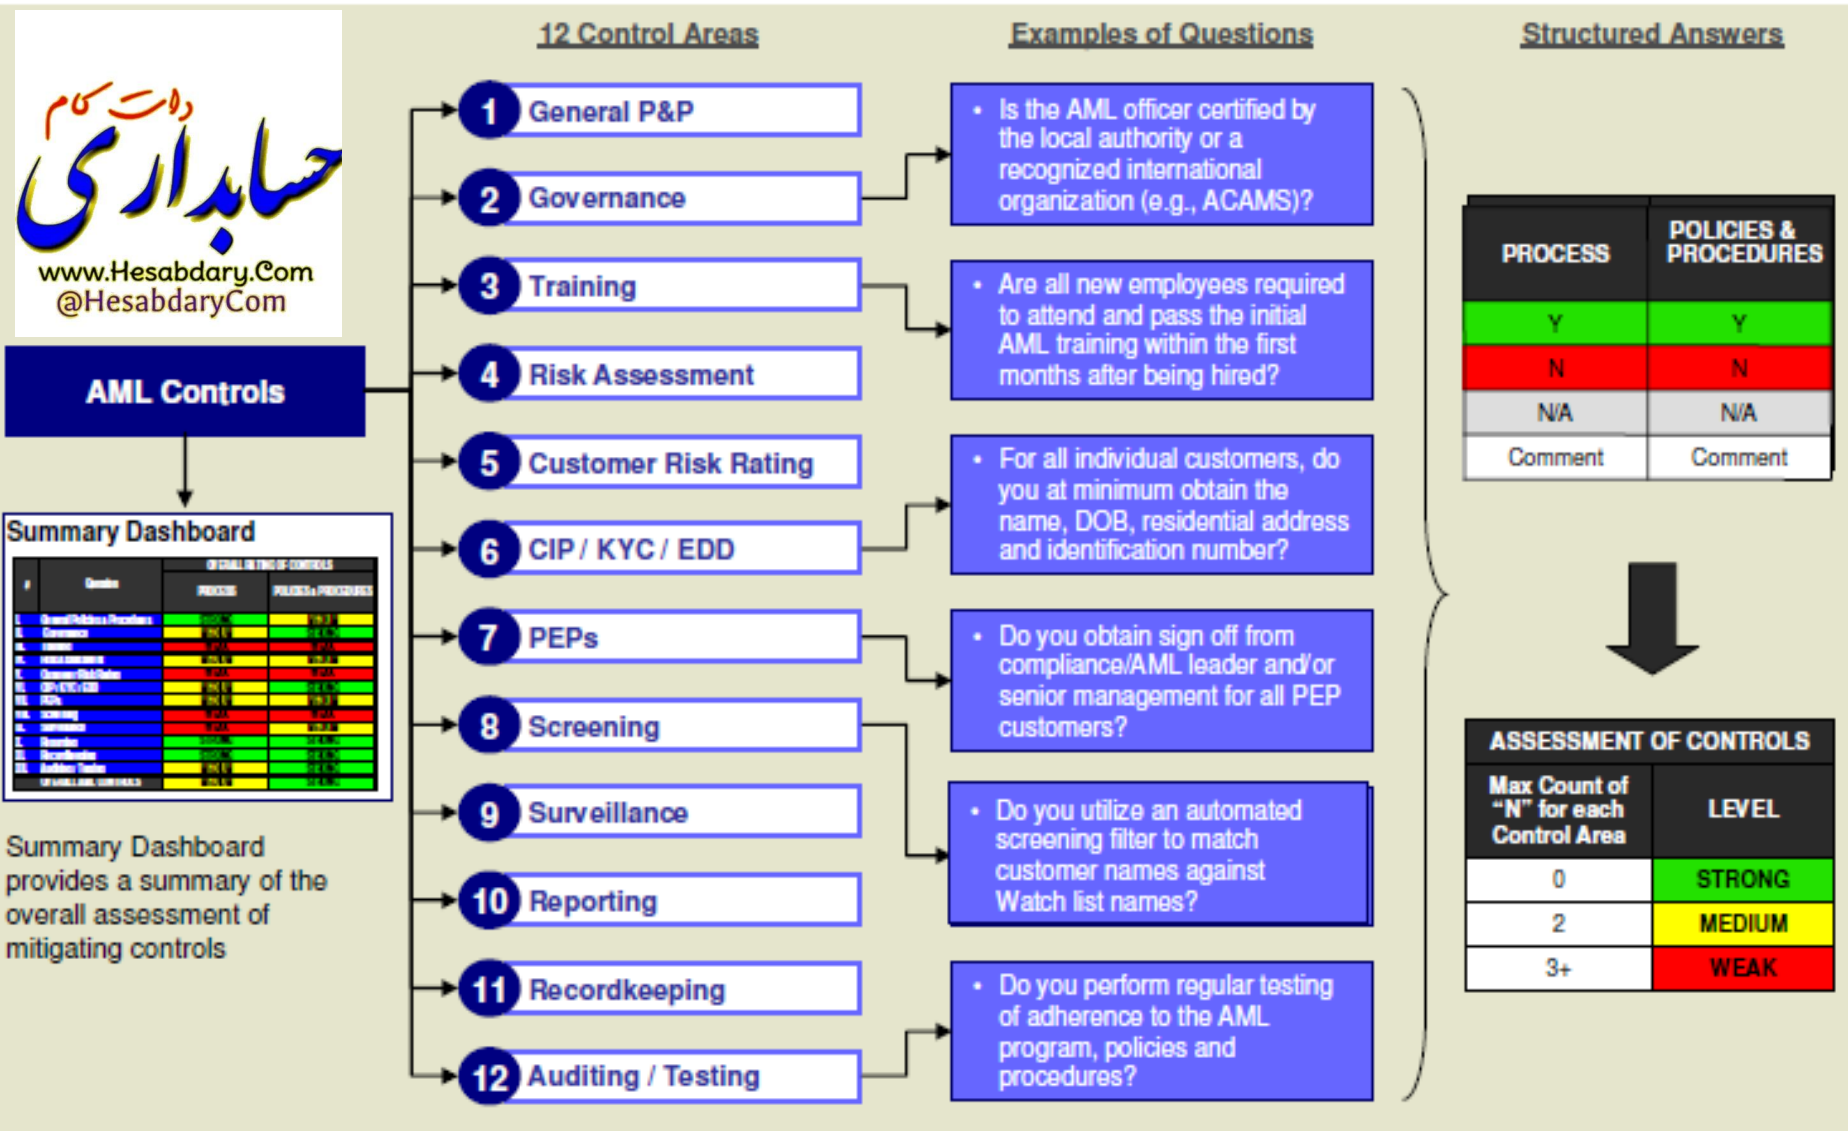 12 Control Areas
Examples of Questions
Structured Answers
حسابداری
دات کام
www.Hesabdary.Com
@HesabdaryCom
AML Controls
Summary Dashboard
#
Question
OVERALL RATING OF CONTROLS
PROCESS
POLICIES & PROCEDURES
Summary Dashboard
provides a summary of the
overall assessment of
mitigating controls
1 General P&P
2 Governance
3 Training
4 Risk Assessment
5 Customer Risk Rating
6 CIP / KYC / EDD
7 PEPs
8 Screening
9 Surveillance
10 Reporting
11 Recordkeeping
12 Auditing / Testing
• Is the AML officer certified by
the local authority or a
recognized international
organization (e.g., ACAMS)?
• Are all new employees required
to attend and pass the initial
AML training within the first
months after being hired?
• For all individual customers, do
you at minimum obtain the
name, DOB, residential address
and identification number?
• Do you obtain sign off from
compliance/AML leader and/or
senior management for all PEP
customers?
• Do you utilize an automated
screening filter to match
customer names against
Watch list names?
• Do you perform regular testing
of adherence to the AML
program, policies and
procedures?
PROCESS
POLICIES &
PROCEDURES
Y Y
N N
N/A N/A
Comment Comment
ASSESSMENT OF CONTROLS
Max Count of
“N” for each
Control Area
LEVEL
0 STRONG
2 MEDIUM
3+ WEAK